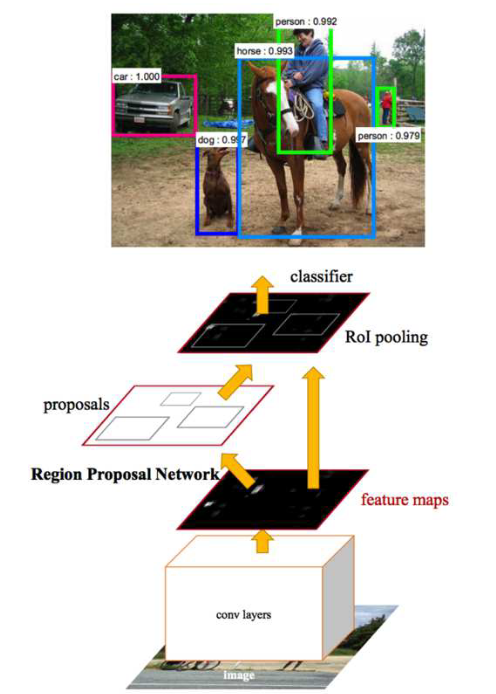 person : 0.992
horse : 0.993
car : 1.000
dog : 0.997
person : 0.979
classifier
RoI pooling
proposals
Region Proposal Network
feature maps
conv layers
image